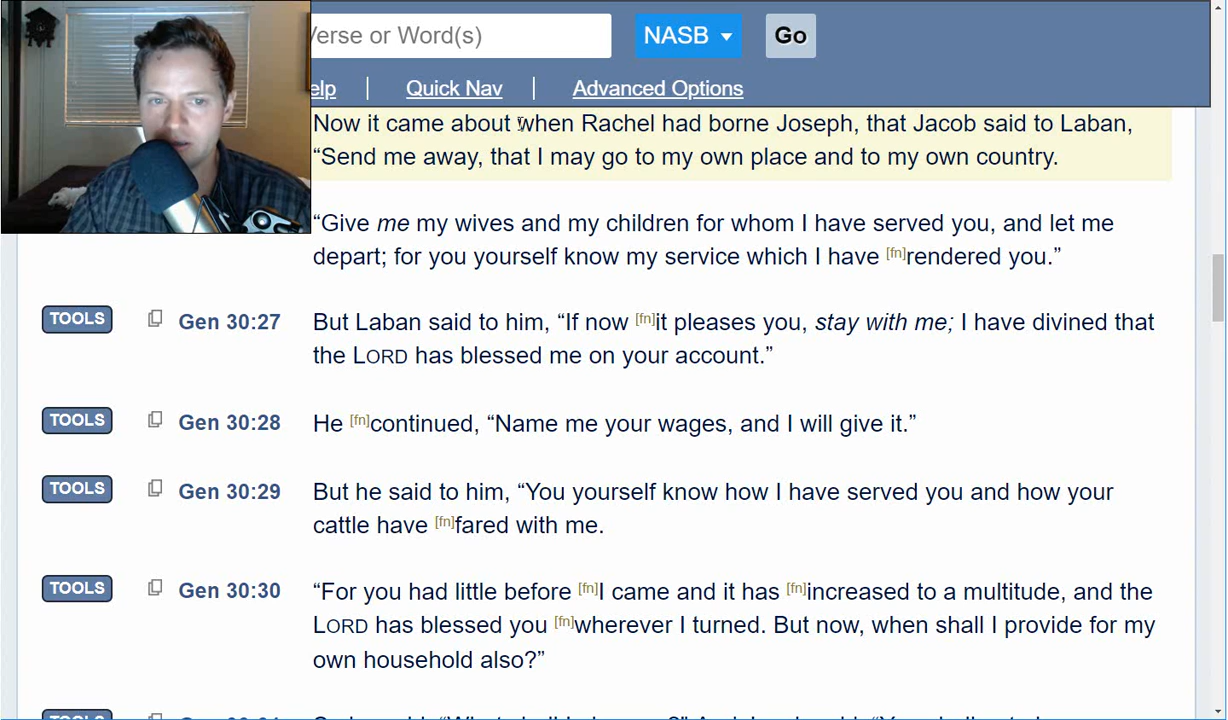 Verse or Word(s) NASB Go
elp | Quick Nav | Advanced Options
Now it came about when Rachel had borne Joseph, that Jacob said to Laban,
“Send me away, that I may go to my own place and to my own country.
“Give me my wives and my children for whom I have served you, and let me
depart; for you yourself know my service which I have [fn]rendered you.”
TOOLS Gen 30:27 But Laban said to him, “If now [fn]it pleases you, stay with me; I have divined that
the LORD has blessed me on your account.”
TOOLS Gen 30:28 He [fn]continued, “Name me your wages, and I will give it.”
TOOLS Gen 30:29 But he said to him, “You yourself know how I have served you and how your
cattle have [fn]fared with me.
TOOLS Gen 30:30 “For you had little before [fn]I came and it has [fn]increased to a multitude, and the
LORD has blessed you [fn]wherever I turned. But now, when shall I provide for my
own household also?”